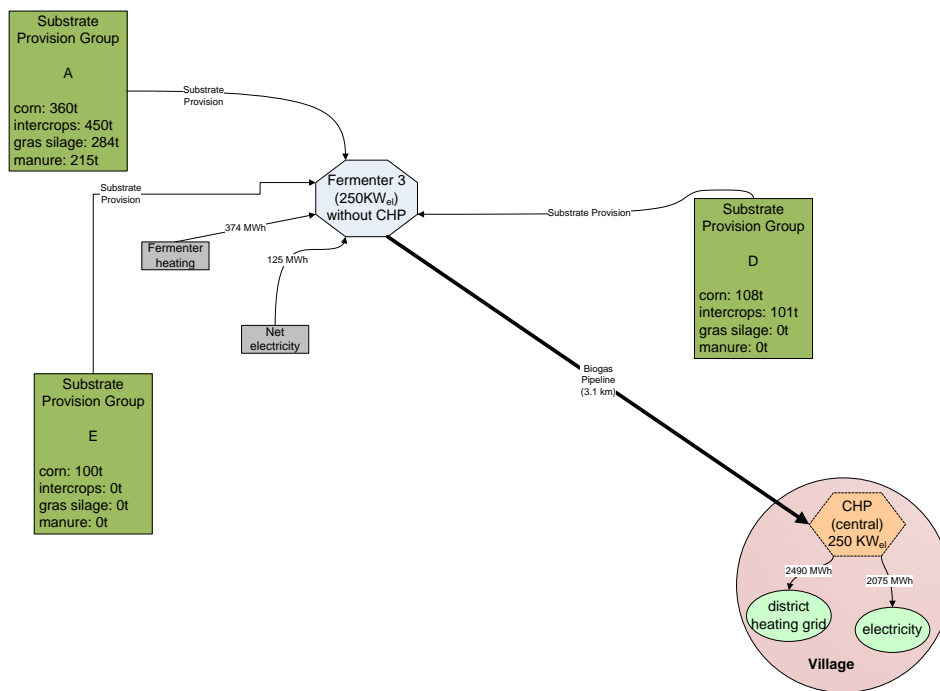 Substrate
Provision Group
A
corn: 360t
intercrops: 450t
gras silage: 284t
manure: 215t
Substrate
Provision
Fermenter 3
(250KWel)
without CHP
Substrate
Provision
374 MWh
Fermenter
heating
125 MWh
Net
electricity
Substrate Provision
Substrate
Provision Group
D
corn: 108t
intercrops: 101t
gras silage: 0t
manure: 0t
Substrate
Provision Group
E
corn: 100t
intercrops: 0t
gras silage: 0t
manure: 0t
Biogas
Pipeline
(3.1 km)
CHP
(central)
250 KWel
2490 MWh
2075 MWh
district
heating grid
electricity
Village